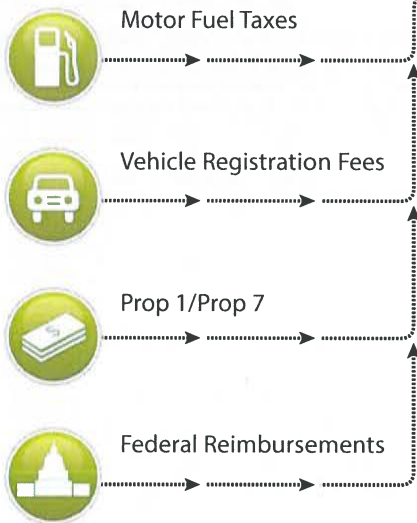 Motor Fuel Taxes
Vehicle Registration Fees
Prop 1/Prop 7
$
Federal Reimbursements